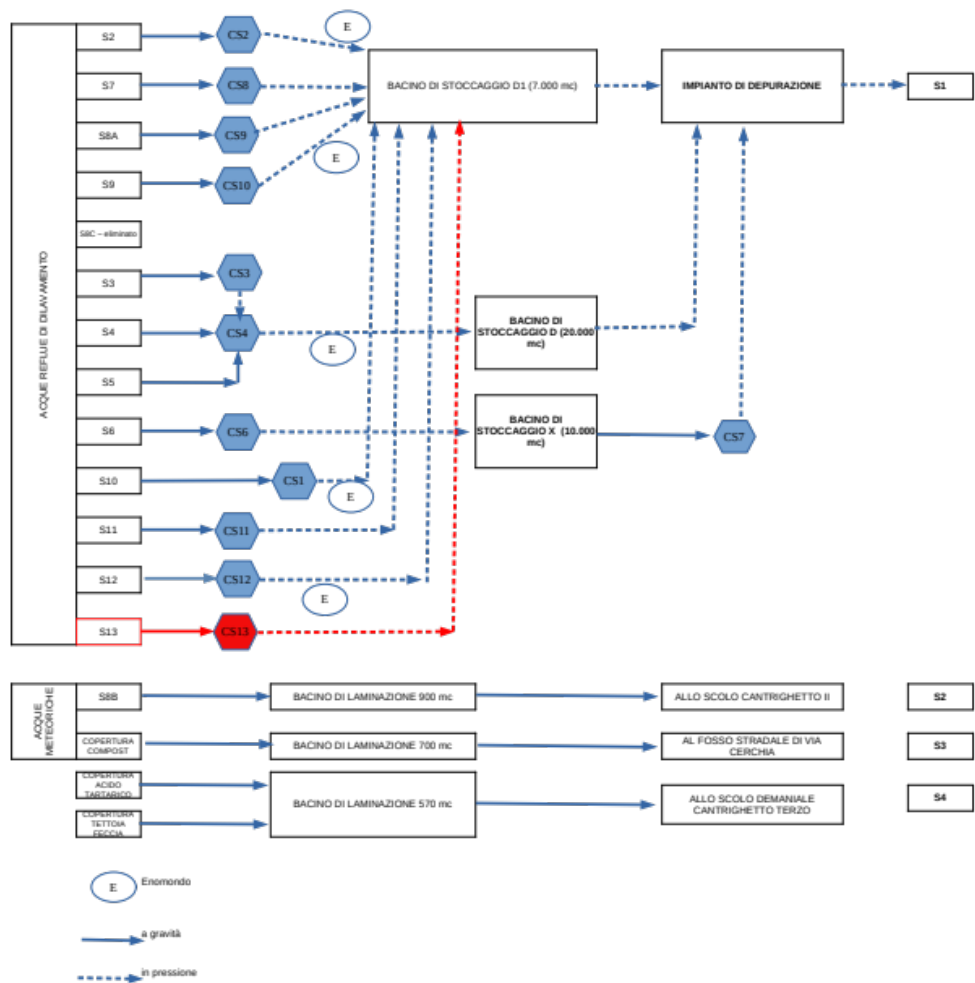 ACQUE REFLUE DI DILAVAMENTO
S2
CS2
E
S7
CS8
BACINO DI STOCCAGGIO D1 (7.000 mc)
IMPIANTO DI DEPURAZIONE
S1
S8A
CS9
E
S9
CS10
S8C – eliminato
S3
CS3
S4
CS4
E
BACINO DI
STOCCAGGIO D (20.000
mc)
S5
S6
CS6
BACINO DI
STOCCAGGIO X (10.000
mc)
CS7
S10
CS1
E
S11
CS11
S12
CS12
E
S13
CS13
ACQUE
METEORICHE
S8B
BACINO DI LAMINAZIONE 900 mc
ALLO SCOLO CANTRIGHETTO II
S2
COPERTURA
COMPOST
BACINO DI LAMINAZIONE 700 mc
AL FOSSO STRADALE DI VIA
CERCHIA
S3
COPERTURA
ACIDO
TARTARICO
BACINO DI LAMINAZIONE 570 mc
ALLO SCOLO DEMANIALE
CANTRIGHETTO TERZO
S4
COPERTURA
TETTOIA
FECCIA
E
Enomondo
a gravità
in pressione